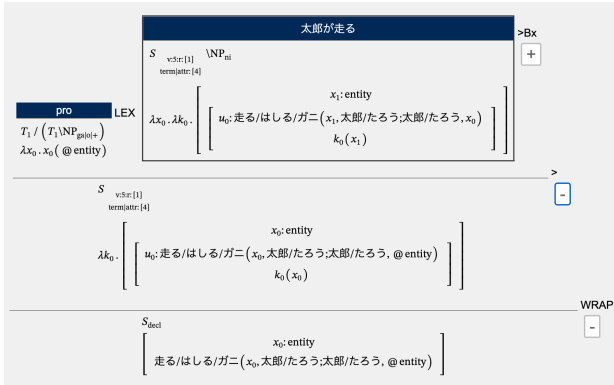 太郎が走る
>Bx
+
S v:5:r:[1] term|attr:[4] \NP_ni
x₁: entity
λx₀.λk₀. [ [ u₀: 走る/はしる/ガニ(x₁, 太郎/たろう;太郎/たろう, x₀) ] ]
k₀(x₁)
pro LEX
T₁ / (T₁\NP_ga|o|+)
λx₀. x₀(@ entity)
>
-
S v:5:r:[1] term|attr:[4]
x₀: entity
λk₀. [ [ u₀: 走る/はしる/ガニ(x₀, 太郎/たろう;太郎/たろう, @ entity) ] ]
k₀(x₀)
WRAP
-
S_decl
x₀: entity
走る/はしる/ガニ(x₀, 太郎/たろう;太郎/たろう, @ entity)